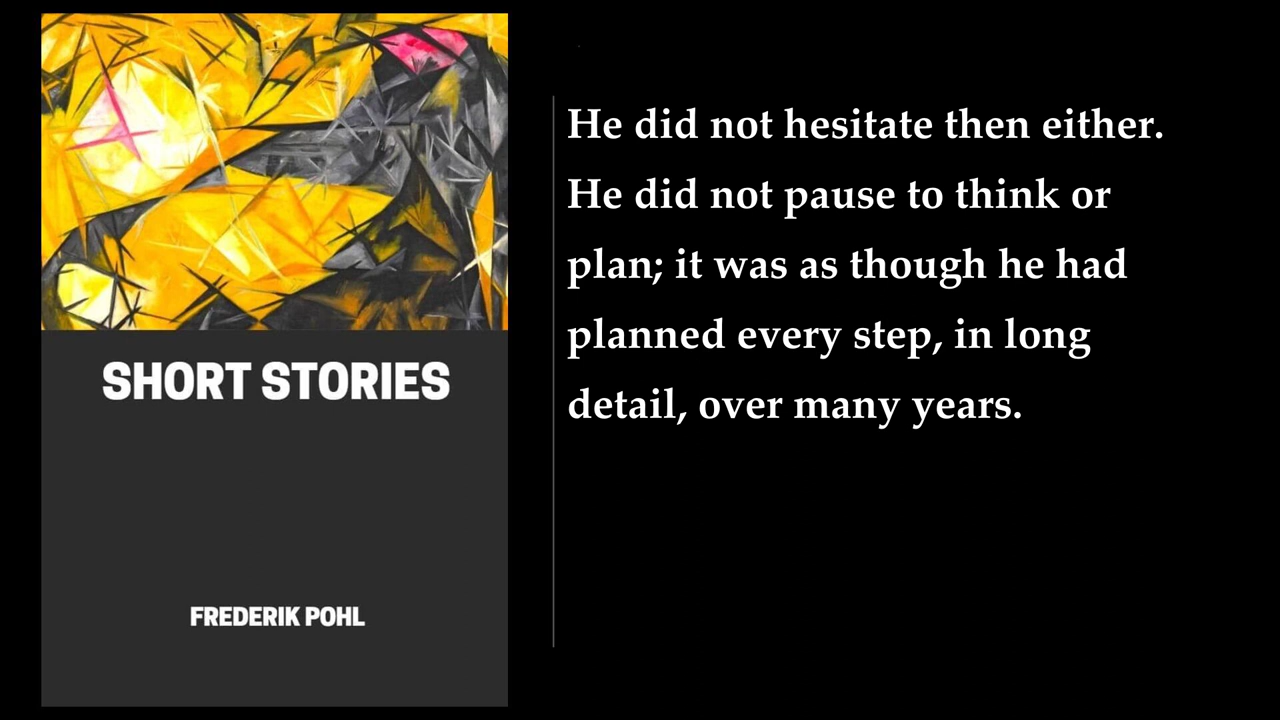 SHORT STORIES
FREDERIK POHL
He did not hesitate then either.
He did not pause to think or
plan; it was as though he had
planned every step, in long
detail, over many years.